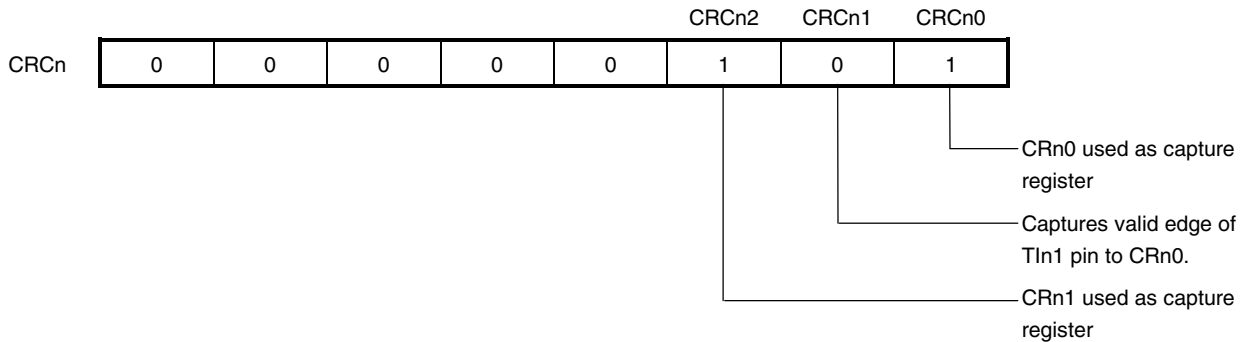 CRCn2 CRCn1 CRCn0
CRCn 0 0 0 0 0 1 0 1
CRn0 used as capture
register
Captures valid edge of
TIn1 pin to CRn0.
CRn1 used as capture
register